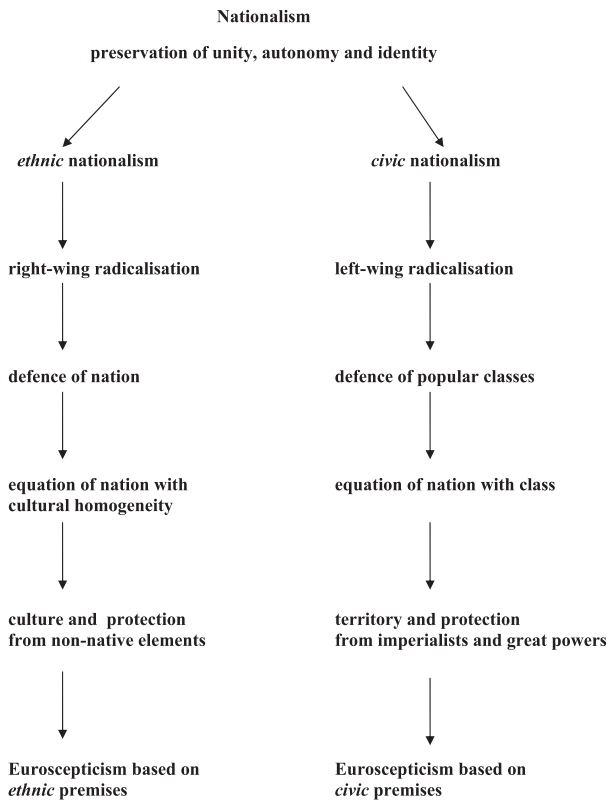 Nationalism
preservation of unity, autonomy and identity
ethnic nationalism
civic nationalism
right-wing radicalisation
left-wing radicalisation
defence of nation
defence of popular classes
equation of nation with
cultural homogeneity
equation of nation with class
culture and protection
from non-native elements
territory and protection
from imperialists and great powers
Euroscepticism based on
ethnic premises
Euroscepticism based on
civic premises